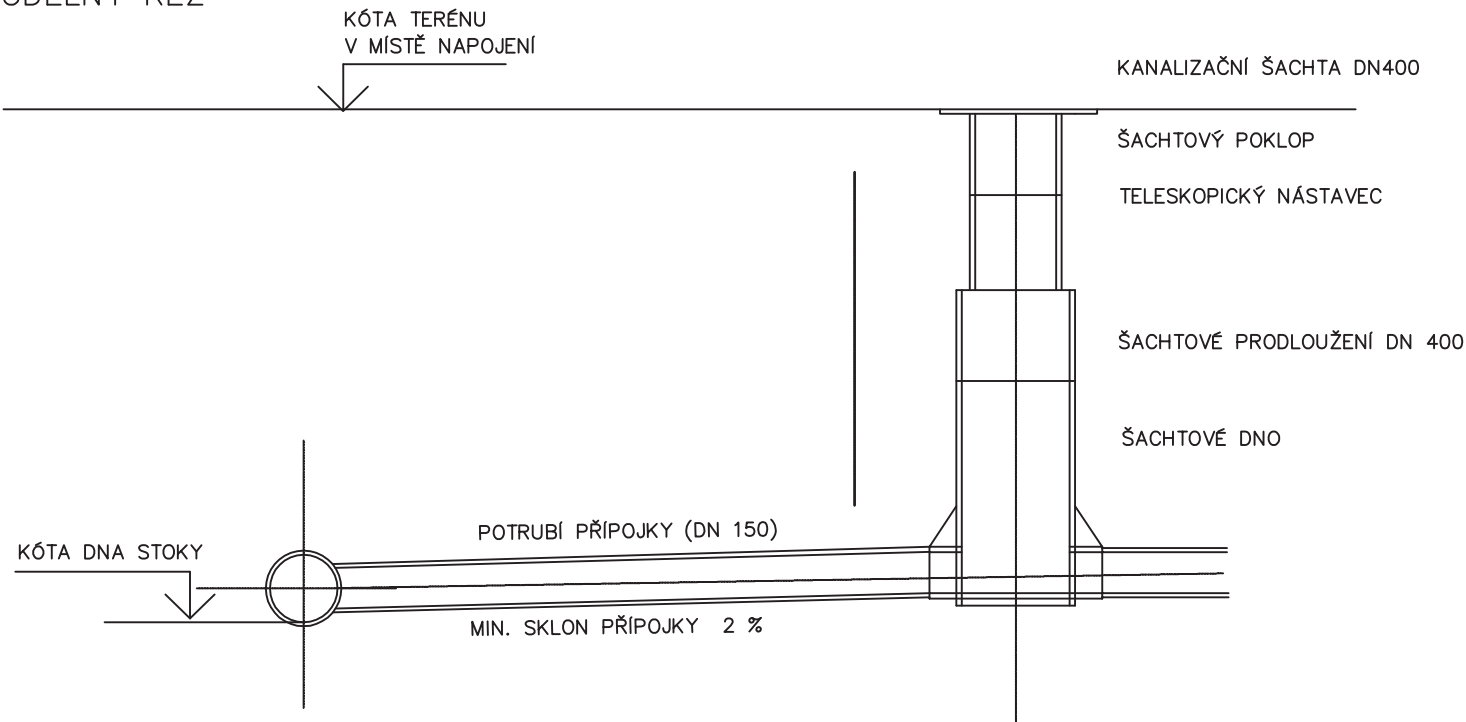 KÓTA TERÉNU
V MÍSTĚ NAPOJENÍ
KANALIZAČNÍ ŠACHTA DN400
ŠACHTOVÝ POKLOP
TELESKOPICKÝ NÁSTAVEC
ŠACHTOVÉ PRODLOUŽENÍ DN 400
ŠACHTOVÉ DNO
POTRUBÍ PŘÍPOJKY (DN 150)
KÓTA DNA STOKY
MIN. SKLON PŘÍPOJKY 2 %